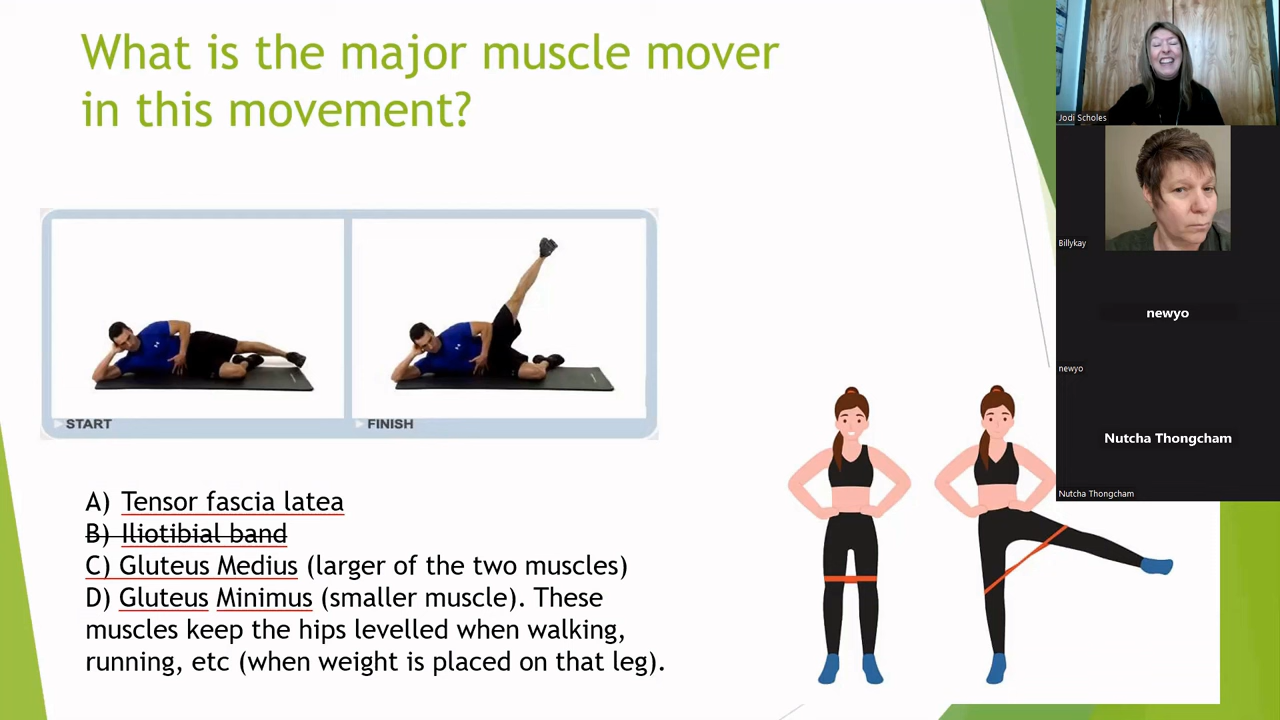 What is the major muscle mover
in this movement?
START
FINISH
A) Tensor fascia latea
B) Iliotibial band
C) Gluteus Medius (larger of the two muscles)
D) Gluteus Minimus (smaller muscle). These
muscles keep the hips levelled when walking,
running, etc (when weight is placed on that leg).
Jodi Scholes
Billykay
newyo
newyo
Nutcha Thongcham
Nutcha Thongcham